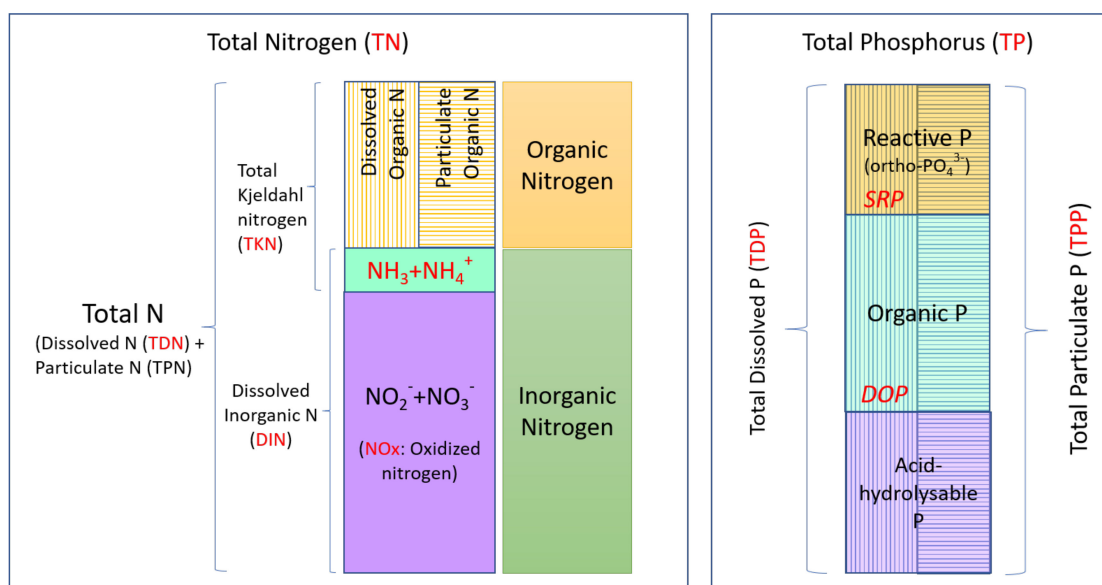 Total Nitrogen (TN)
Total N
(Dissolved N (TDN) +
Particulate N (TPN)
Total
Kjeldahl
nitrogen
(TKN)
Dissolved
Inorganic N
(DIN)
Dissolved
Organic N
Particulate
Organic N
NH₃+NH₄⁺
NO₂⁻+NO₃⁻
(NOx: Oxidized
nitrogen)
Organic
Nitrogen
Inorganic
Nitrogen
Total Phosphorus (TP)
Total Dissolved P (TDP)
Reactive P
(ortho-PO₄³⁻)
SRP
Organic P
DOP
Acid-
hydrolysable
P
Total Particulate P (TPP)